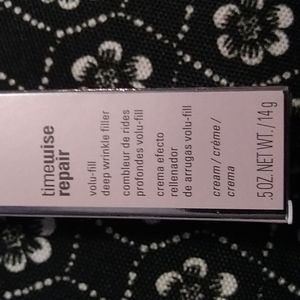 timewise
repair
volu-fill
deep wrinkle filler
combleur de rides
profondes volu-fill
crema efecto
rellenador
de arrugas volu-fill
cream/crème/
crema
.5 OZ. NET WT./14 g